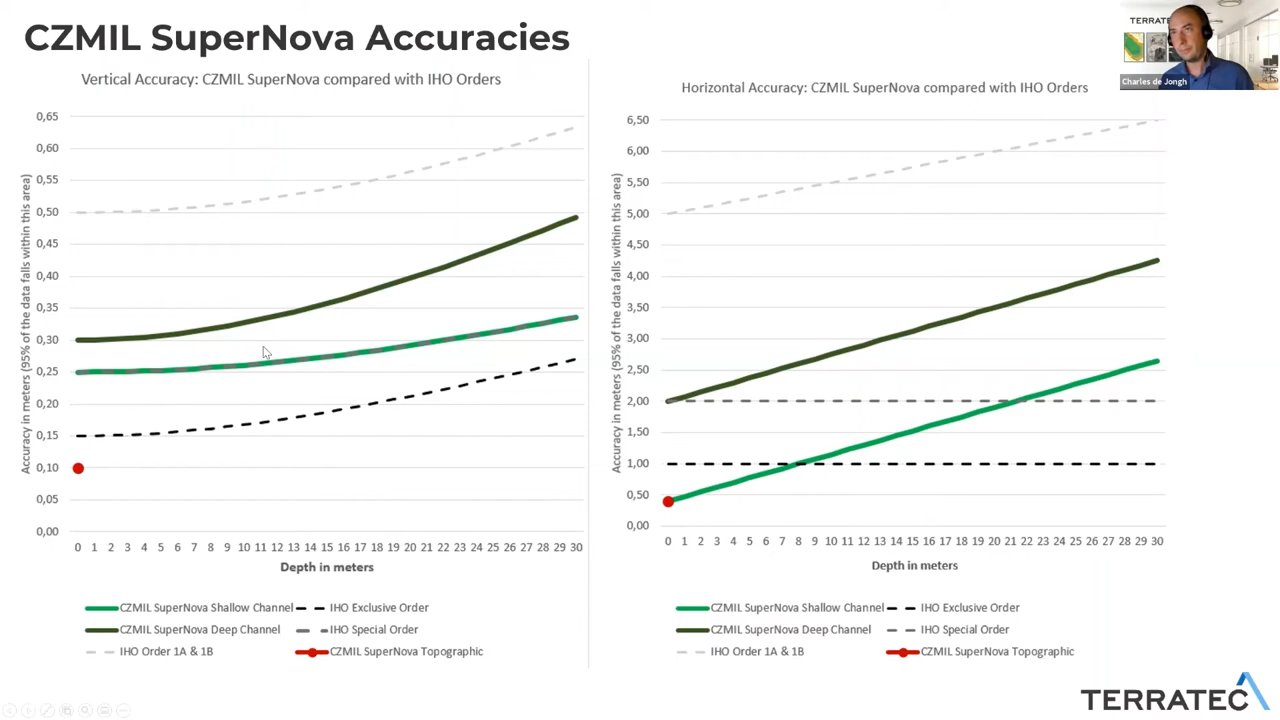 CZMIL SuperNova Accuracies
TERRATEC
Charles de Jongh
Vertical Accuracy: CZMIL SuperNova compared with IHO Orders
Accuracy in meters (95% of the data falls within this area)
0,65
0,60
0,55
0,50
0,45
0,40
0,35
0,30
0,25
0,20
0,15
0,10
0,05
0,00
0 1 2 3 4 5 6 7 8 9 10 11 12 13 14 15 16 17 18 19 20 21 22 23 24 25 26 27 28 29 30
Depth in meters
CZMIL SuperNova Shallow Channel
IHO Exclusive Order
CZMIL SuperNova Deep Channel
IHO Special Order
IHO Order 1A & 1B
CZMIL SuperNova Topographic
Horizontal Accuracy: CZMIL SuperNova compared with IHO Orders
Accuracy in meters (95% of the data falls within this area)
6,50
6,00
5,50
5,00
4,50
4,00
3,50
3,00
2,50
2,00
1,50
1,00
0,50
0,00
0 1 2 3 4 5 6 7 8 9 10 11 12 13 14 15 16 17 18 19 20 21 22 23 24 25 26 27 28 29 30
Depth in meters
CZMIL SuperNova Shallow Channel
IHO Exclusive Order
CZMIL SuperNova Deep Channel
IHO Special Order
IHO Order 1A & 1B
CZMIL SuperNova Topographic
TERRATEC